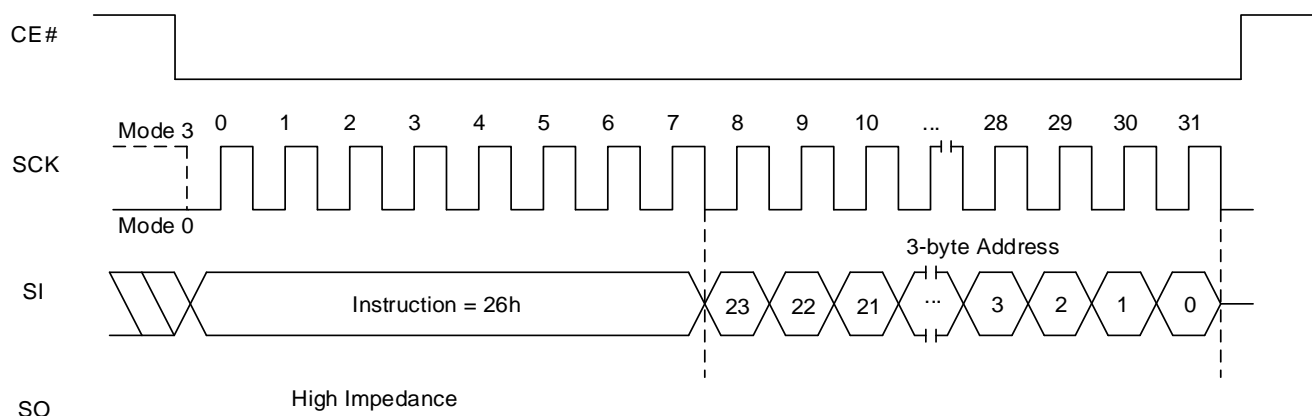 CE#
Mode 3 0 1 2 3 4 5 6 7 8 9 10 ... 28 29 30 31
SCK
Mode 0
3-byte Address
SI Instruction = 26h 23 22 21 ... 3 2 1 0
High Impedance
SO